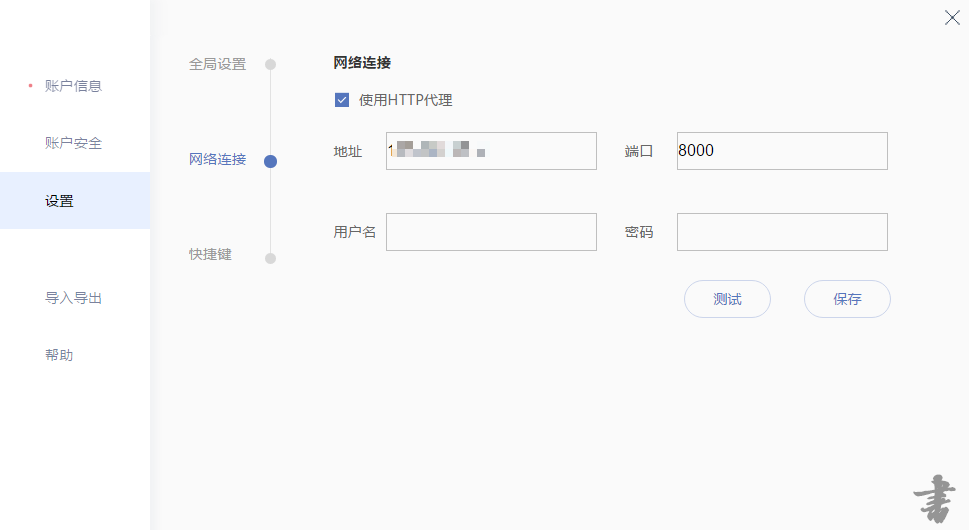 账户信息
账户安全
设置
导入导出
帮助
全局设置
网络连接
快捷键
网络连接
使用HTTP代理
地址
端口 8000
用户名 密码
测试 保存
書